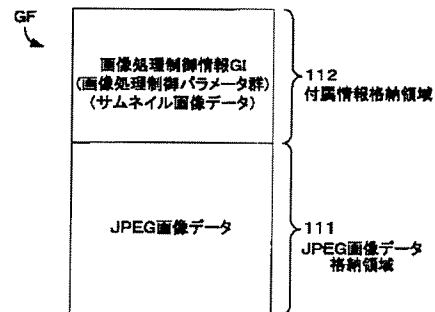 GF
画像処理制御情報GI
(画像処理制御パラメータ群)
(サムネイル画像データ)
112
付属情報格納領域
JPEG画像データ
111
JPEG画像データ
格納領域